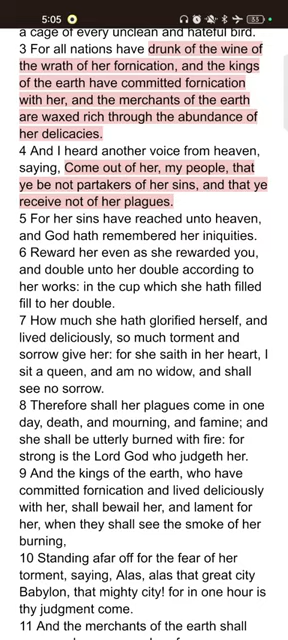 5:05
53
a cage of every unclean and hateful bird.
3 For all nations have drunk of the wine of
the wrath of her fornication, and the kings
of the earth have committed fornication
with her, and the merchants of the earth
are waxed rich through the abundance of
her delicacies.
4 And I heard another voice from heaven,
saying, Come out of her, my people, that
ye be not partakers of her sins, and that ye
receive not of her plagues.
5 For her sins have reached unto heaven,
and God hath remembered her iniquities.
6 Reward her even as she rewarded you,
and double unto her double according to
her works: in the cup which she hath filled
fill to her double.
7 How much she hath glorified herself, and
lived deliciously, so much torment and
sorrow give her: for she saith in her heart, I
sit a queen, and am no widow, and shall
see no sorrow.
8 Therefore shall her plagues come in one
day, death, and mourning, and famine; and
she shall be utterly burned with fire: for
strong is the Lord God who judgeth her.
9 And the kings of the earth, who have
committed fornication and lived deliciously
with her, shall bewail her, and lament for
her, when they shall see the smoke of her
burning,
10 Standing afar off for the fear of her
torment, saying, Alas, alas that great city
Babylon, that mighty city! for in one hour is
thy judgment come.
11 And the merchants of the earth shall